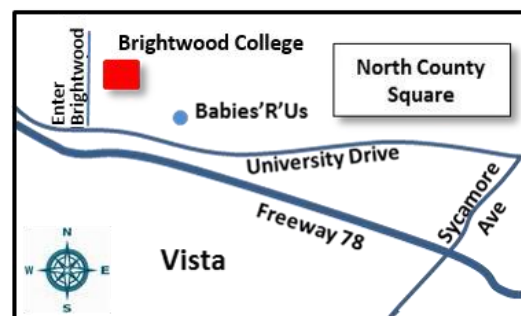 Brightwood College
Enter
Brightwood
North County
Square
Babies'R'Us
University Drive
Sycamore
Ave
Freeway 78
Vista
N
W
E
S